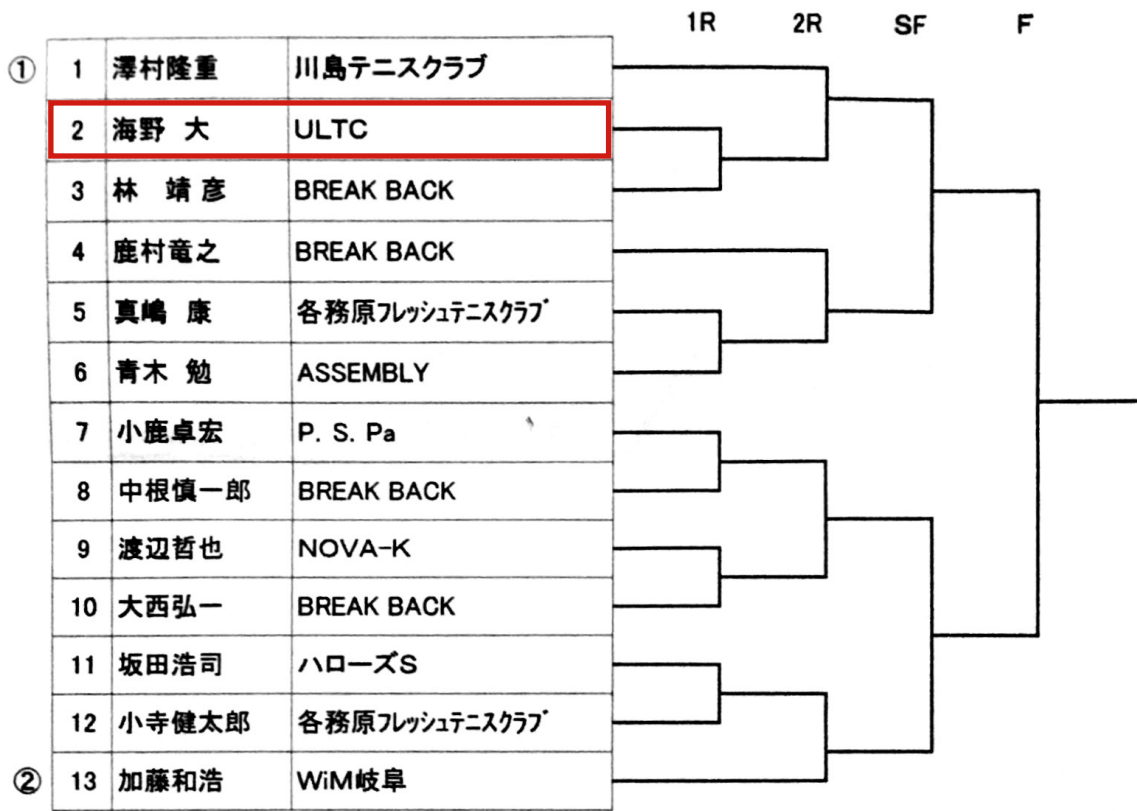 1R 2R SF F
① 1 澤村隆重 川島テニスクラブ
2 海野 大 ULTC
3 林 靖彦 BREAK BACK
4 鹿村竜之 BREAK BACK
5 真嶋 康 各務原フレッシュテニスクラブ
6 青木 勉 ASSEMBLY
7 小鹿卓宏 P. S. Pa
8 中根慎一郎 BREAK BACK
9 渡辺哲也 NOVA-K
10 大西弘一 BREAK BACK
11 坂田浩司 ハローズS
12 小寺健太郎 各務原フレッシュテニスクラブ
② 13 加藤和浩 WiM岐阜